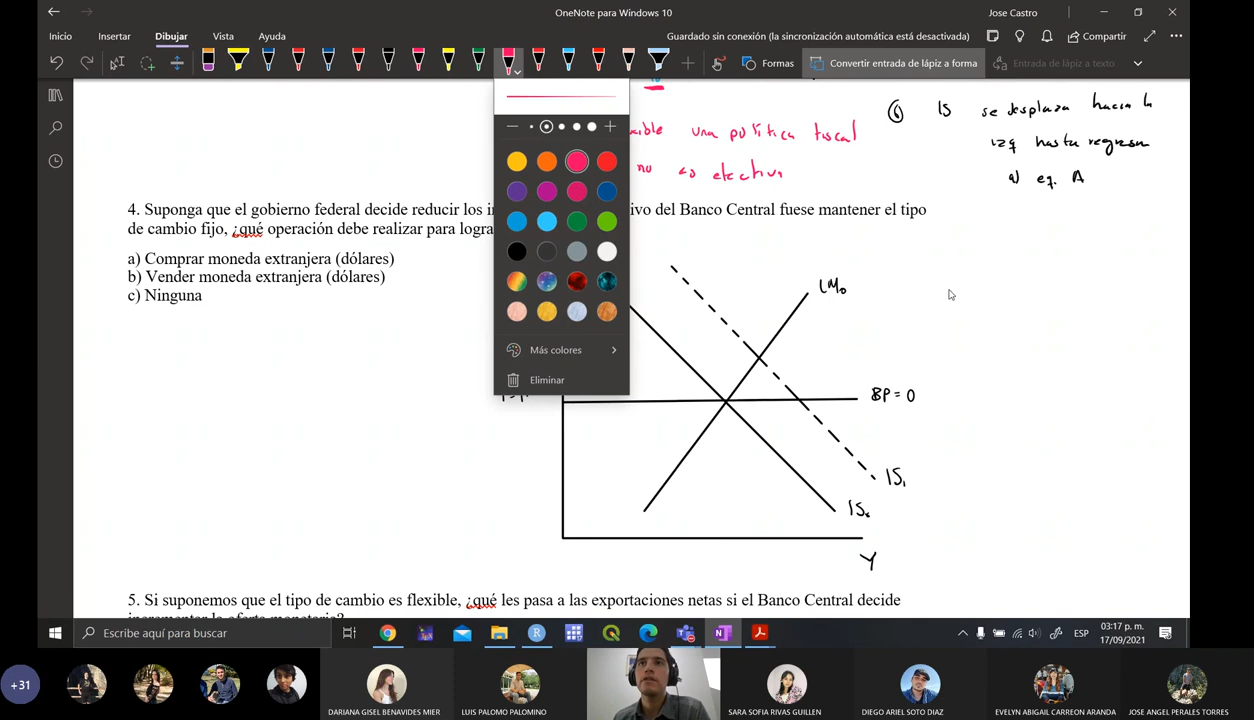 OneNote para Windows 10
Jose Castro
Inicio Insertar Dibujar Vista Ayuda
Guardado sin conexión (la sincronización automática está desactivada)
Compartir
Formas
Convertir entrada de lápiz a forma
Entrada de lápiz a texto
una política fiscal
no es efectiva
⑥ IS se desplaza hacia la
izq hasta regresar
al eq. A
4. Suponga que el gobierno federal decide reducir los i
ivo del Banco Central fuese mantener el tipo
de cambio fijo, ¿qué operación debe realizar para logra
a) Comprar moneda extranjera (dólares)
b) Vender moneda extranjera (dólares)
c) Ninguna
Más colores
Eliminar
LM₀
BP = 0
IS₁
IS₀
Y
5. Si suponemos que el tipo de cambio es flexible, ¿qué les pasa a las exportaciones netas si el Banco Central decide
incrementar la oferta monetaria?
Escribe aquí para buscar
ESP
03:17 p. m.
17/09/2021
+31
DARIANA GISEL BENAVIDES MIER
LUIS PALOMO PALOMINO
SARA SOFIA RIVAS GUILLEN
DIEGO ARIEL SOTO DIAZ
EVELYN ABIGAIL CARREON ARANDA
JOSE ANGEL PERALES TORRES